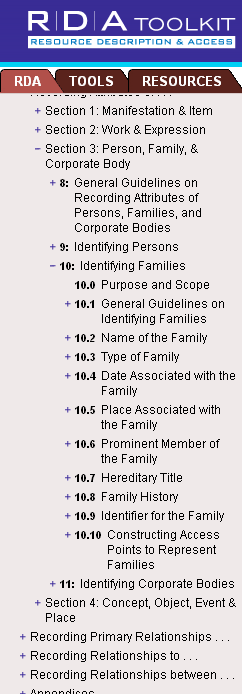 RDA TOOLKIT
RESOURCE DESCRIPTION & ACCESS
RDA TOOLS RESOURCES
+ Section 1: Manifestation & Item
+ Section 2: Work & Expression
− Section 3: Person, Family, &
Corporate Body
+ 8: General Guidelines on
Recording Attributes of
Persons, Families, and
Corporate Bodies
+ 9: Identifying Persons
− 10: Identifying Families
10.0 Purpose and Scope
+ 10.1 General Guidelines on
Identifying Families
+ 10.2 Name of the Family
+ 10.3 Type of Family
+ 10.4 Date Associated with the
Family
+ 10.5 Place Associated with
the Family
+ 10.6 Prominent Member of
the Family
+ 10.7 Hereditary Title
+ 10.8 Family History
+ 10.9 Identifier for the Family
+ 10.10 Constructing Access
Points to Represent
Families
+ 11: Identifying Corporate Bodies
+ Section 4: Concept, Object, Event &
Place
+ Recording Primary Relationships . . .
+ Recording Relationships to . . .
+ Recording Relationships between . . .
+ Appendices